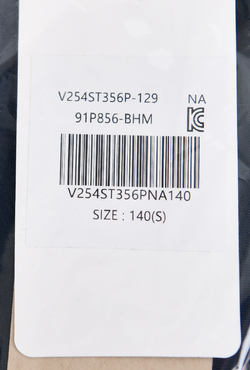 V254ST356P-129 NA
91P856-BHM
V254ST356PNA140
SIZE : 140(S)